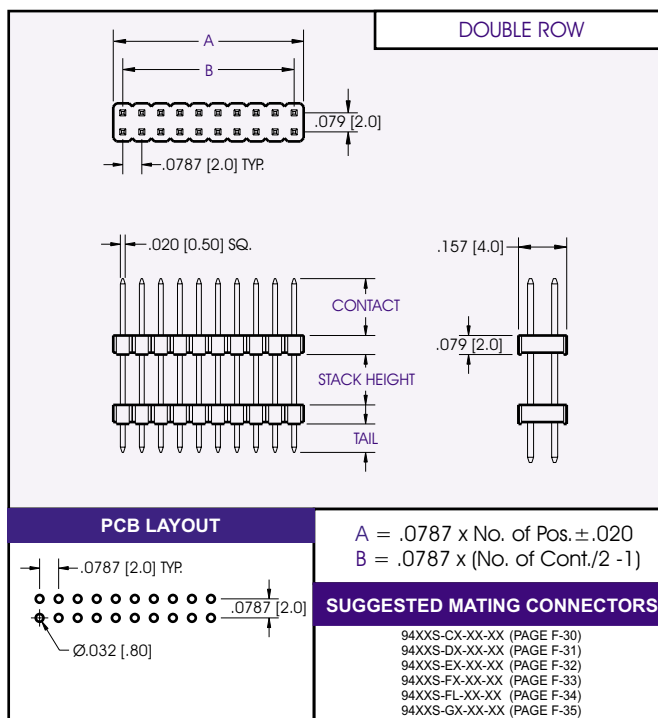 DOUBLE ROW
A
B
.079 [2.0]
.0787 [2.0] TYP.
.020 [0.50] SQ.
.157 [4.0]
CONTACT
.079 [2.0]
STACK HEIGHT
TAIL
PCB LAYOUT
.0787 [2.0] TYP.
.0787 [2.0]
Ø.032 [.80]
A = .0787 x No. of Pos.±.020
B = .0787 x (No. of Cont./2 -1)
SUGGESTED MATING CONNECTORS
94XXS-CX-XX-XX (PAGE F-30)
94XXS-DX-XX-XX (PAGE F-31)
94XXS-EX-XX-XX (PAGE F-32)
94XXS-FX-XX-XX (PAGE F-33)
94XXS-FL-XX-XX (PAGE F-34)
94XXS-GX-XX-XX (PAGE F-35)